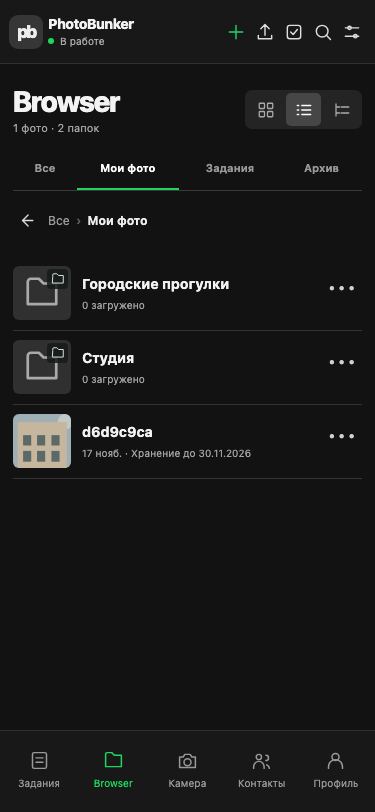 pb
PhotoBunker
В работе
Browser
1 фото · 2 папок
Все
Мои фото
Задания
Архив
Все › Мои фото
Городские прогулки
0 загружено
Студия
0 загружено
d6d9c9ca
17 нояб. · Хранение до 30.11.2026
Задания
Browser
Камера
Контакты
Профиль